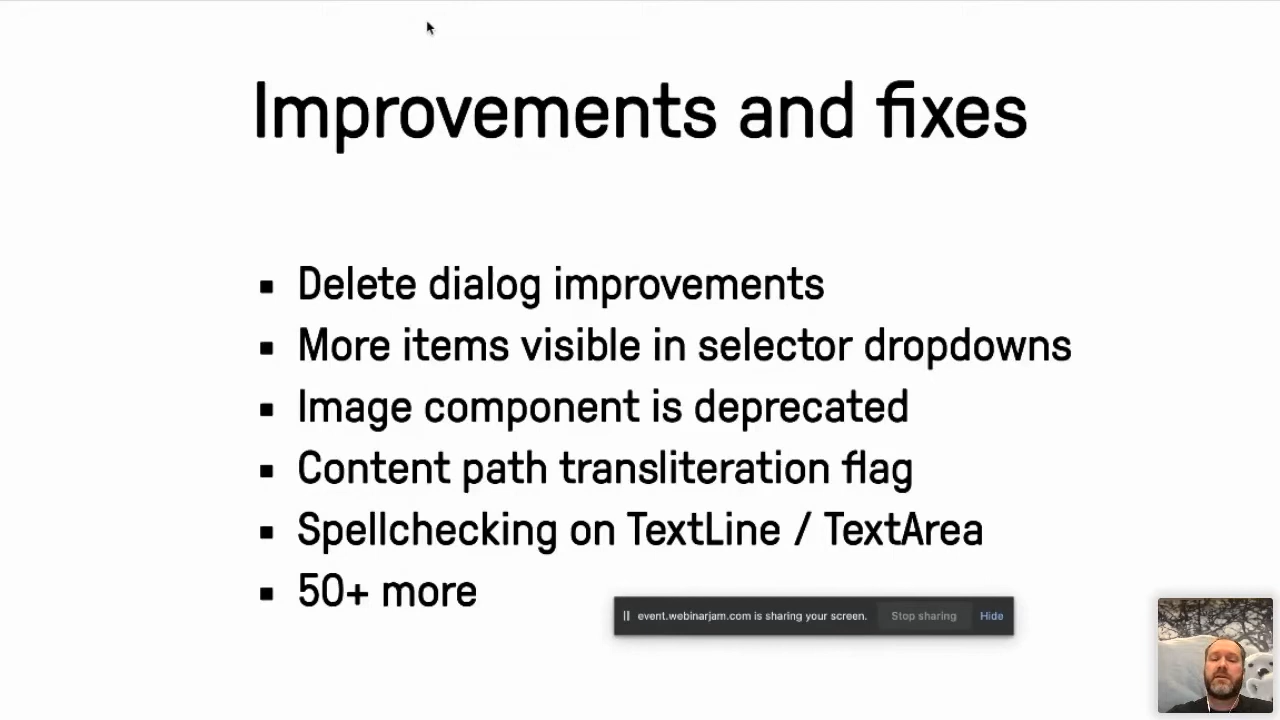 Improvements and fixes
Delete dialog improvements
More items visible in selector dropdowns
Image component is deprecated
Content path transliteration flag
Spellchecking on TextLine / TextArea
50+ more
event.webinarjam.com is sharing your screen. Stop sharing Hide